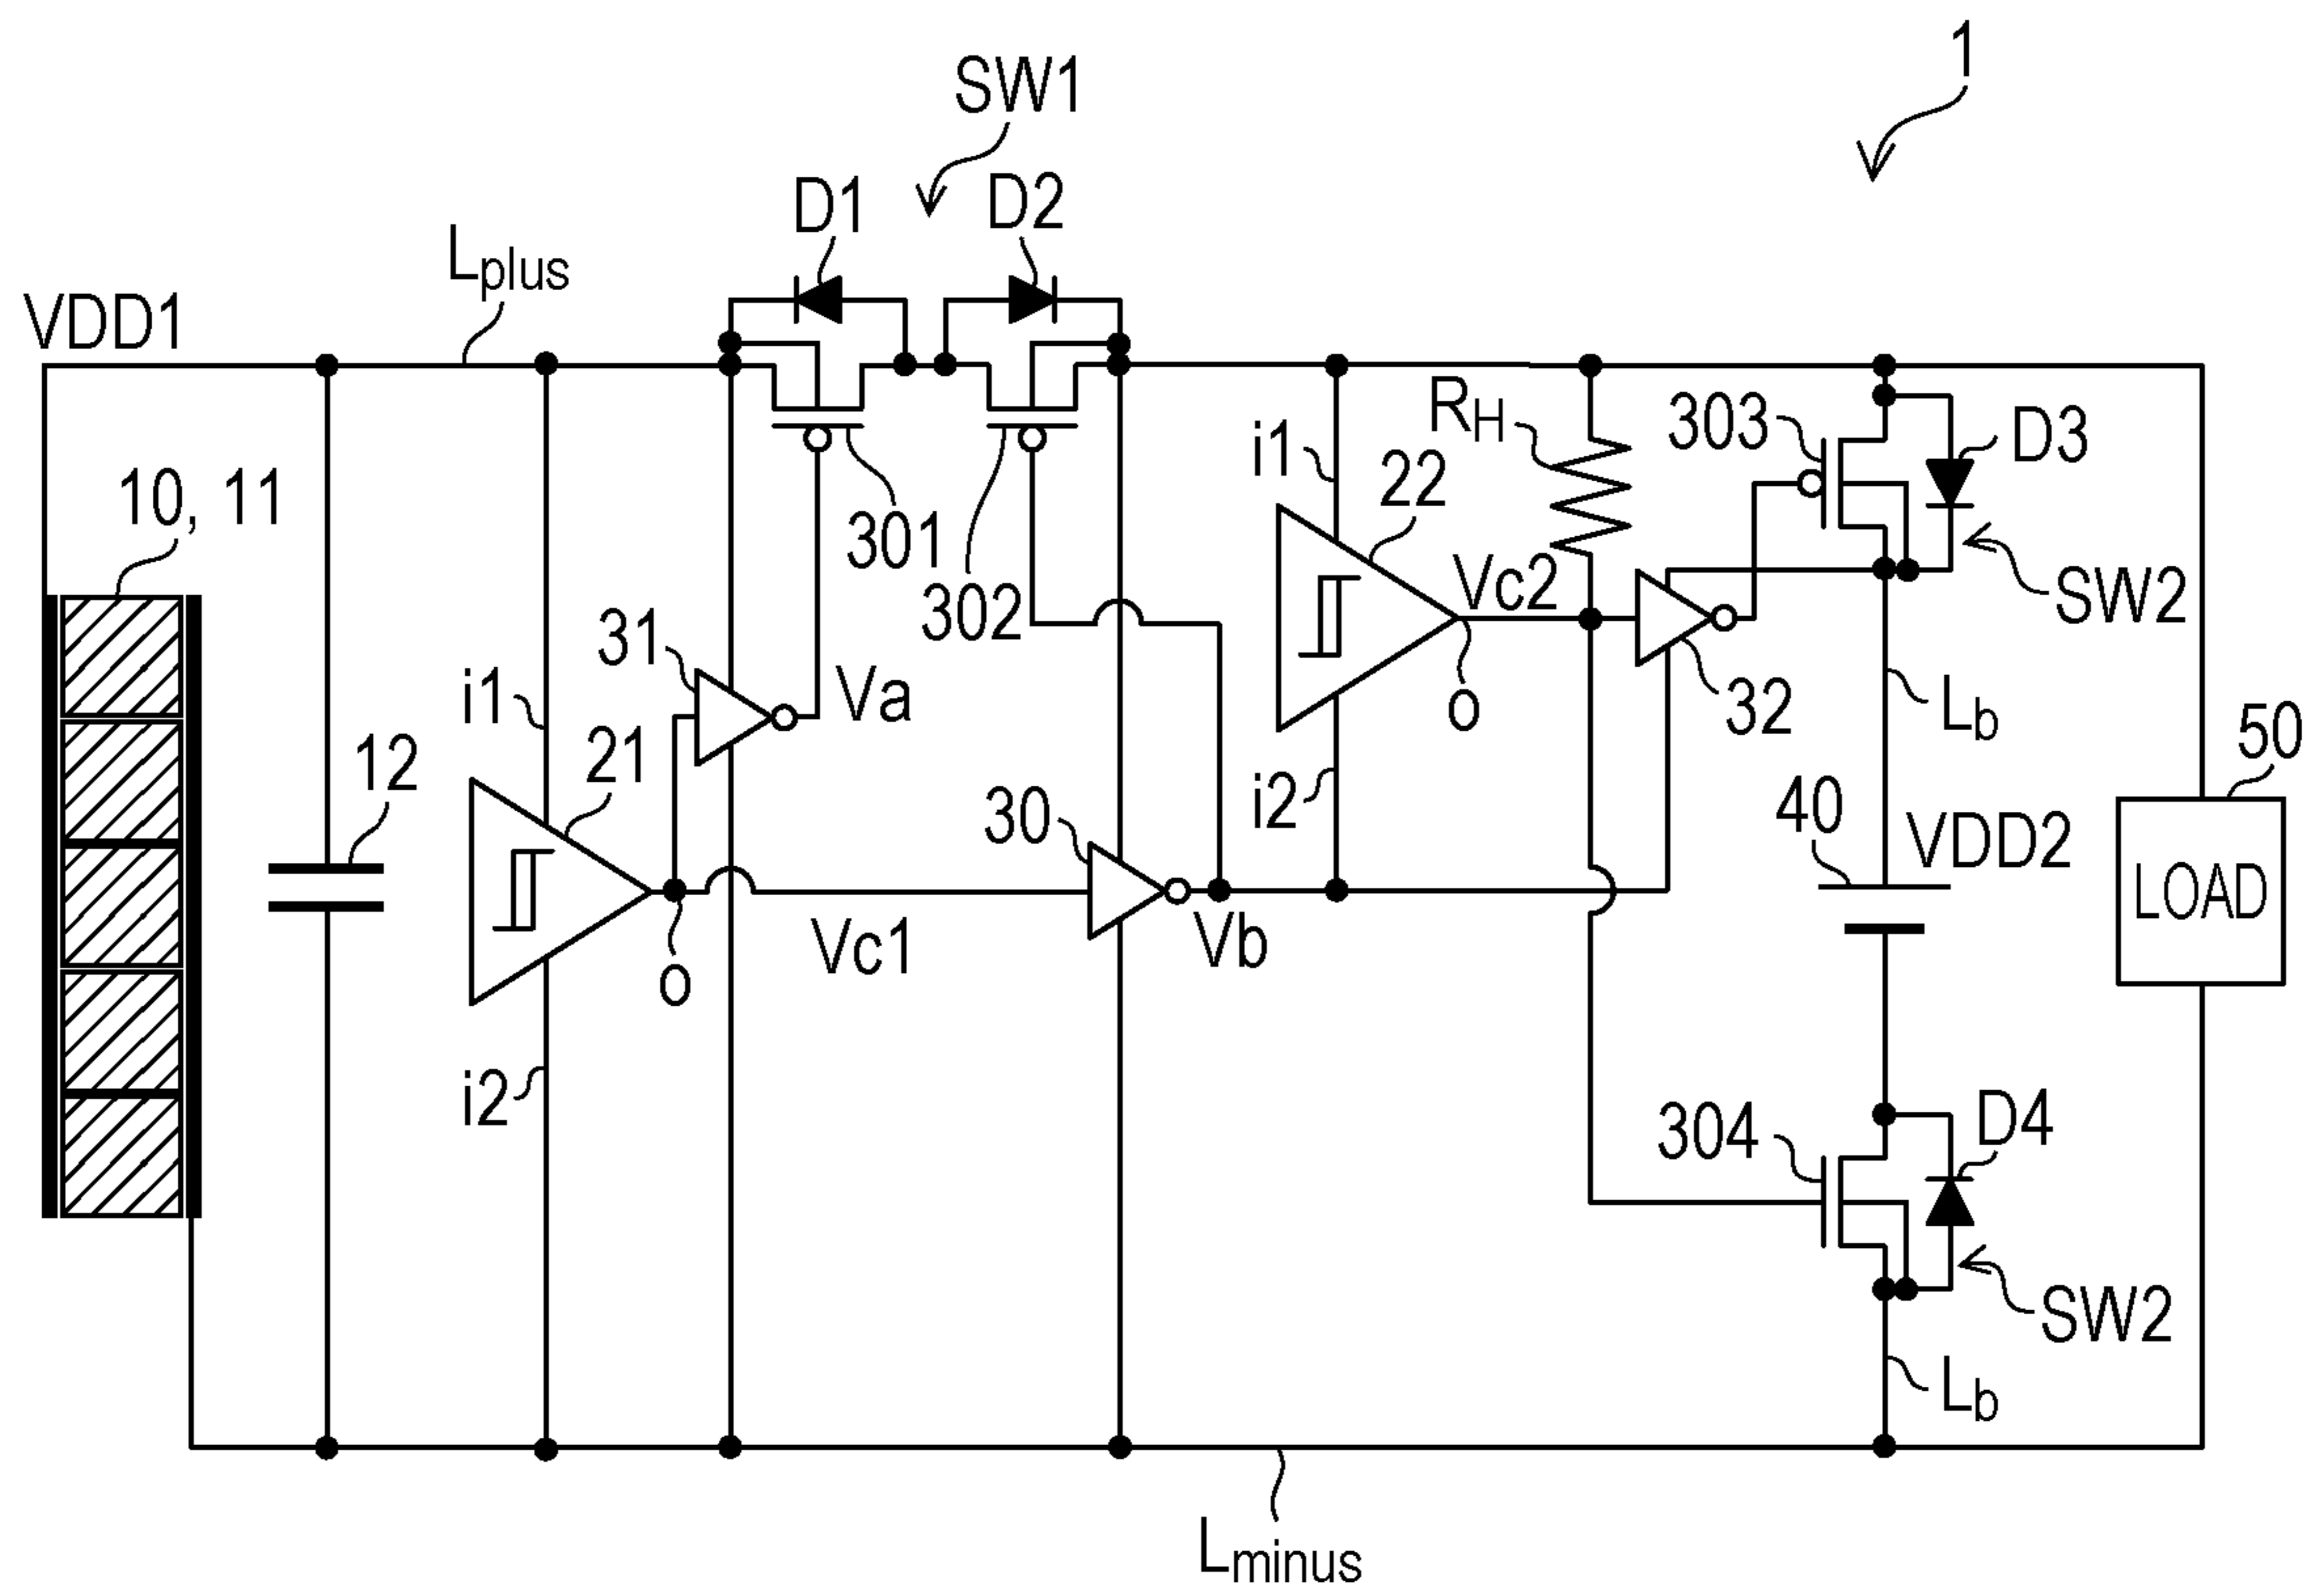 1
SW1
D1
D2
Lplus
VDD1
RH
303
D3
i1
22
10, 11
301
302
Vc2
SW2
31
Va
i1
o
32
Lb
21
50
12
i2
30
40
VDD2
LOAD
Vc1
Vb
o
i2
304
D4
SW2
Lb
Lminus